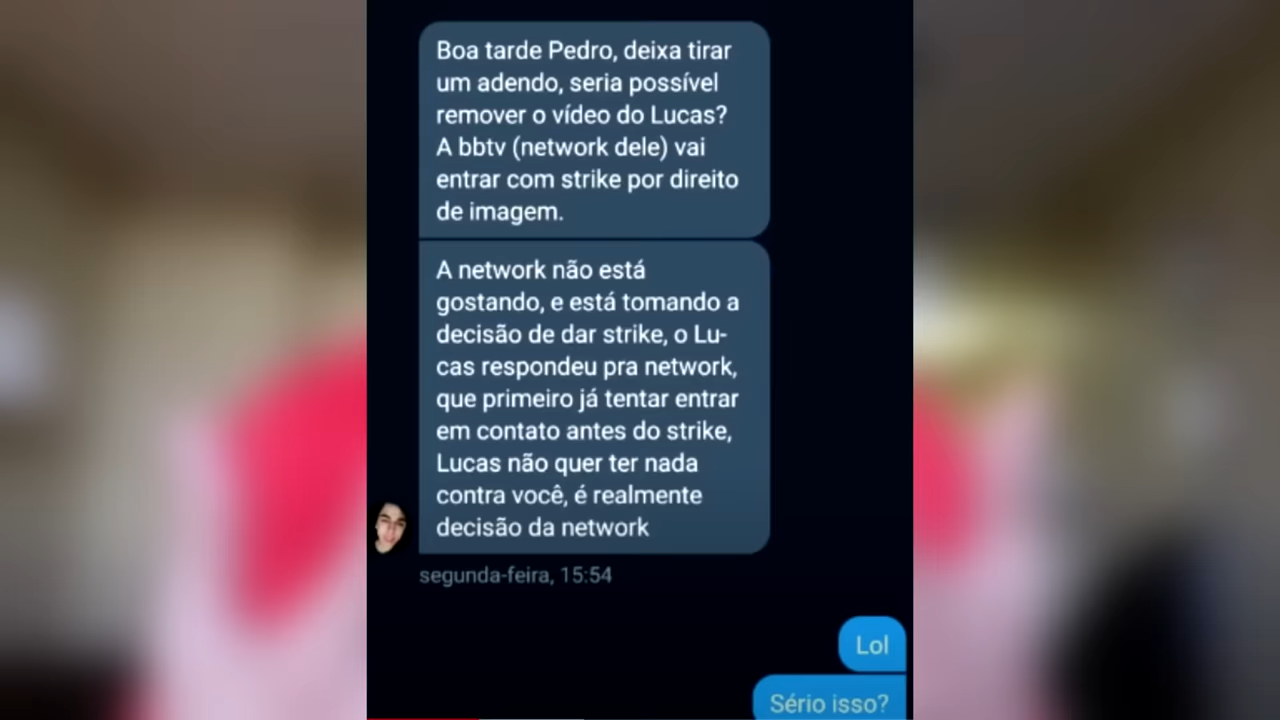 Boa tarde Pedro, deixa tirar
um adendo, seria possível
remover o vídeo do Lucas?
A bbtv (network dele) vai
entrar com strike por direito
de imagem.
A network não está
gostando, e está tomando a
decisão de dar strike, o Lu-
cas respondeu pra network,
que primeiro já tentar entrar
em contato antes do strike,
Lucas não quer ter nada
contra você, é realmente
decisão da network
segunda-feira, 15:54
Lol
Sério isso?